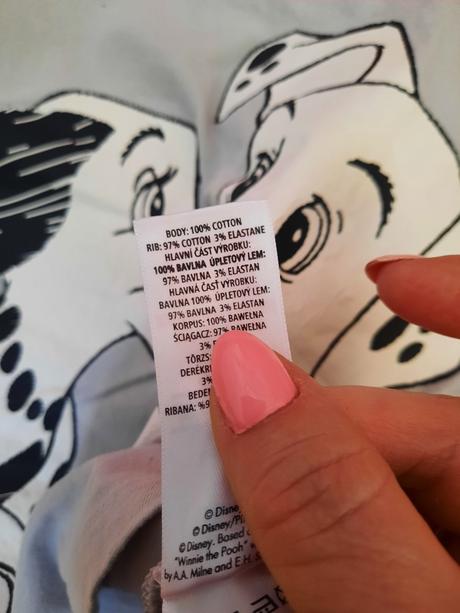 BODY: 100% COTTON
RIB: 97% COTTON 3% ELASTANE
HLAVNÍ ČÁST VÝROBKU:
100% BAVLNA ÚPLETOVÝ LEM:
97% BAVLNA 3% ELASTAN
HLAVNÁ ČASŤ VÝROBKU:
BAVLNA 100% ÚPLETOVÝ LEM:
97% BAVLNA 3% ELASTAN
KORPUS: 100% BAWEŁNA
ŚCIĄGACZ: 97% BAWEŁNA
3%
TÖRZS:
3%
RIBANA: %9
© Disney
© Disney/Pi
© Disney. Based
"Winnie the Pooh"
by A.A. Milne and E.H.